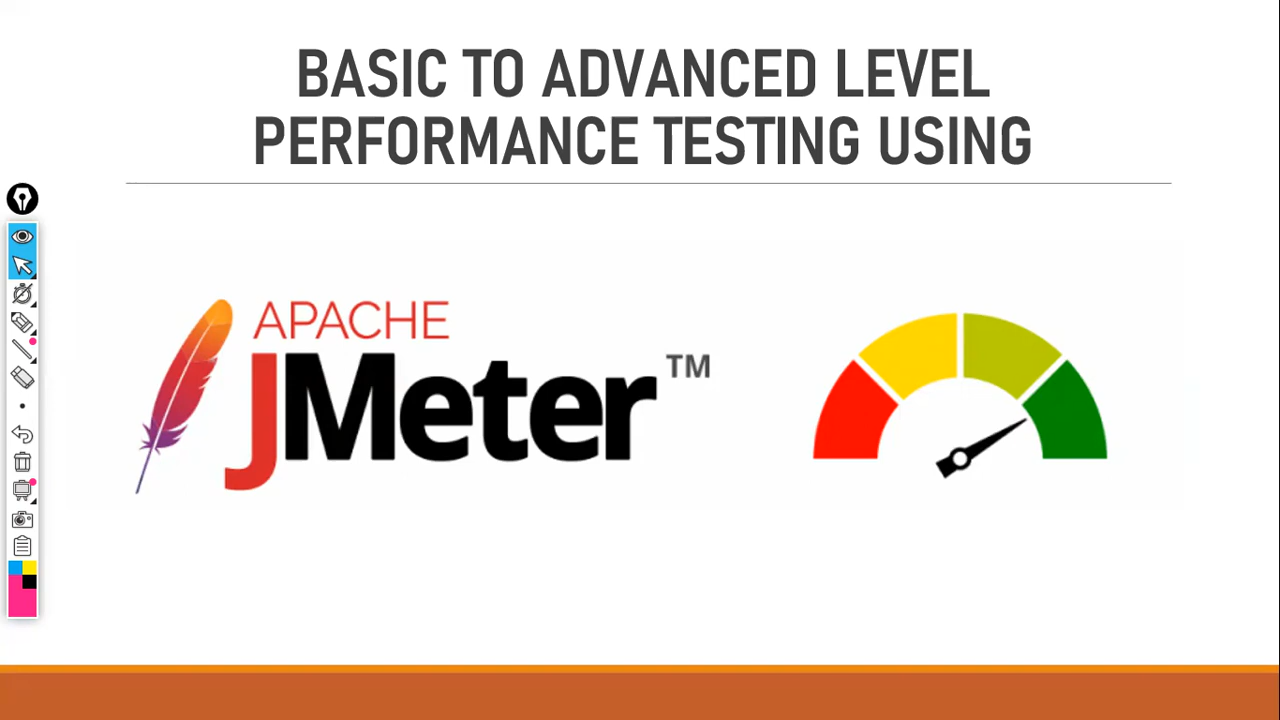 BASIC TO ADVANCED LEVEL
PERFORMANCE TESTING USING
APACHE
JMeter™